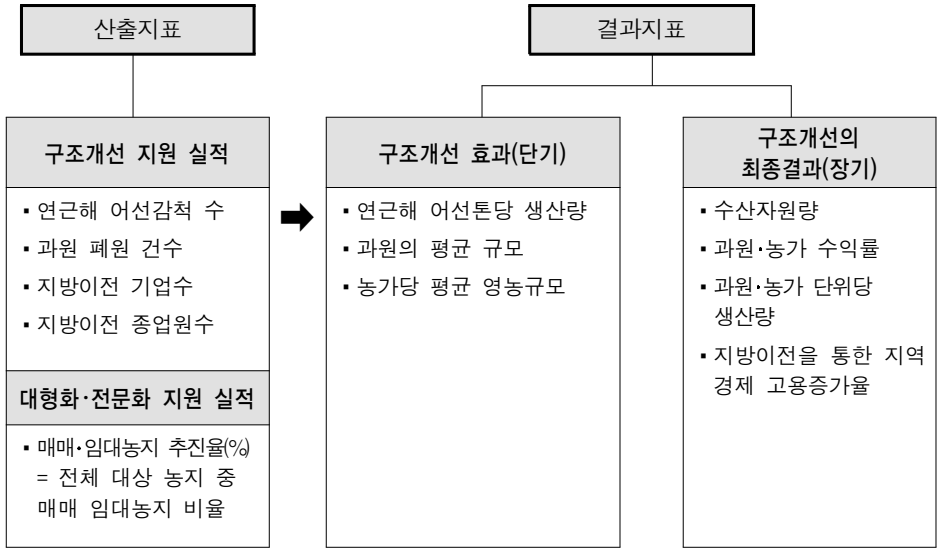 산출지표
결과지표
구조개선 지원 실적
▪ 연근해 어선감척 수
▪ 과원 폐원 건수
▪ 지방이전 기업수
▪ 지방이전 종업원수
대형화·전문화 지원 실적
▪ 매매·임대농지 추진율(%)
= 전체 대상 농지 중
매매 임대농지 비율
구조개선 효과(단기)
▪ 연근해 어선톤당 생산량
▪ 과원의 평균 규모
▪ 농가당 평균 영농규모
구조개선의
최종결과(장기)
▪ 수산자원량
▪ 과원·농가 수익률
▪ 과원·농가 단위당
생산량
▪ 지방이전을 통한 지역
경제 고용증가율